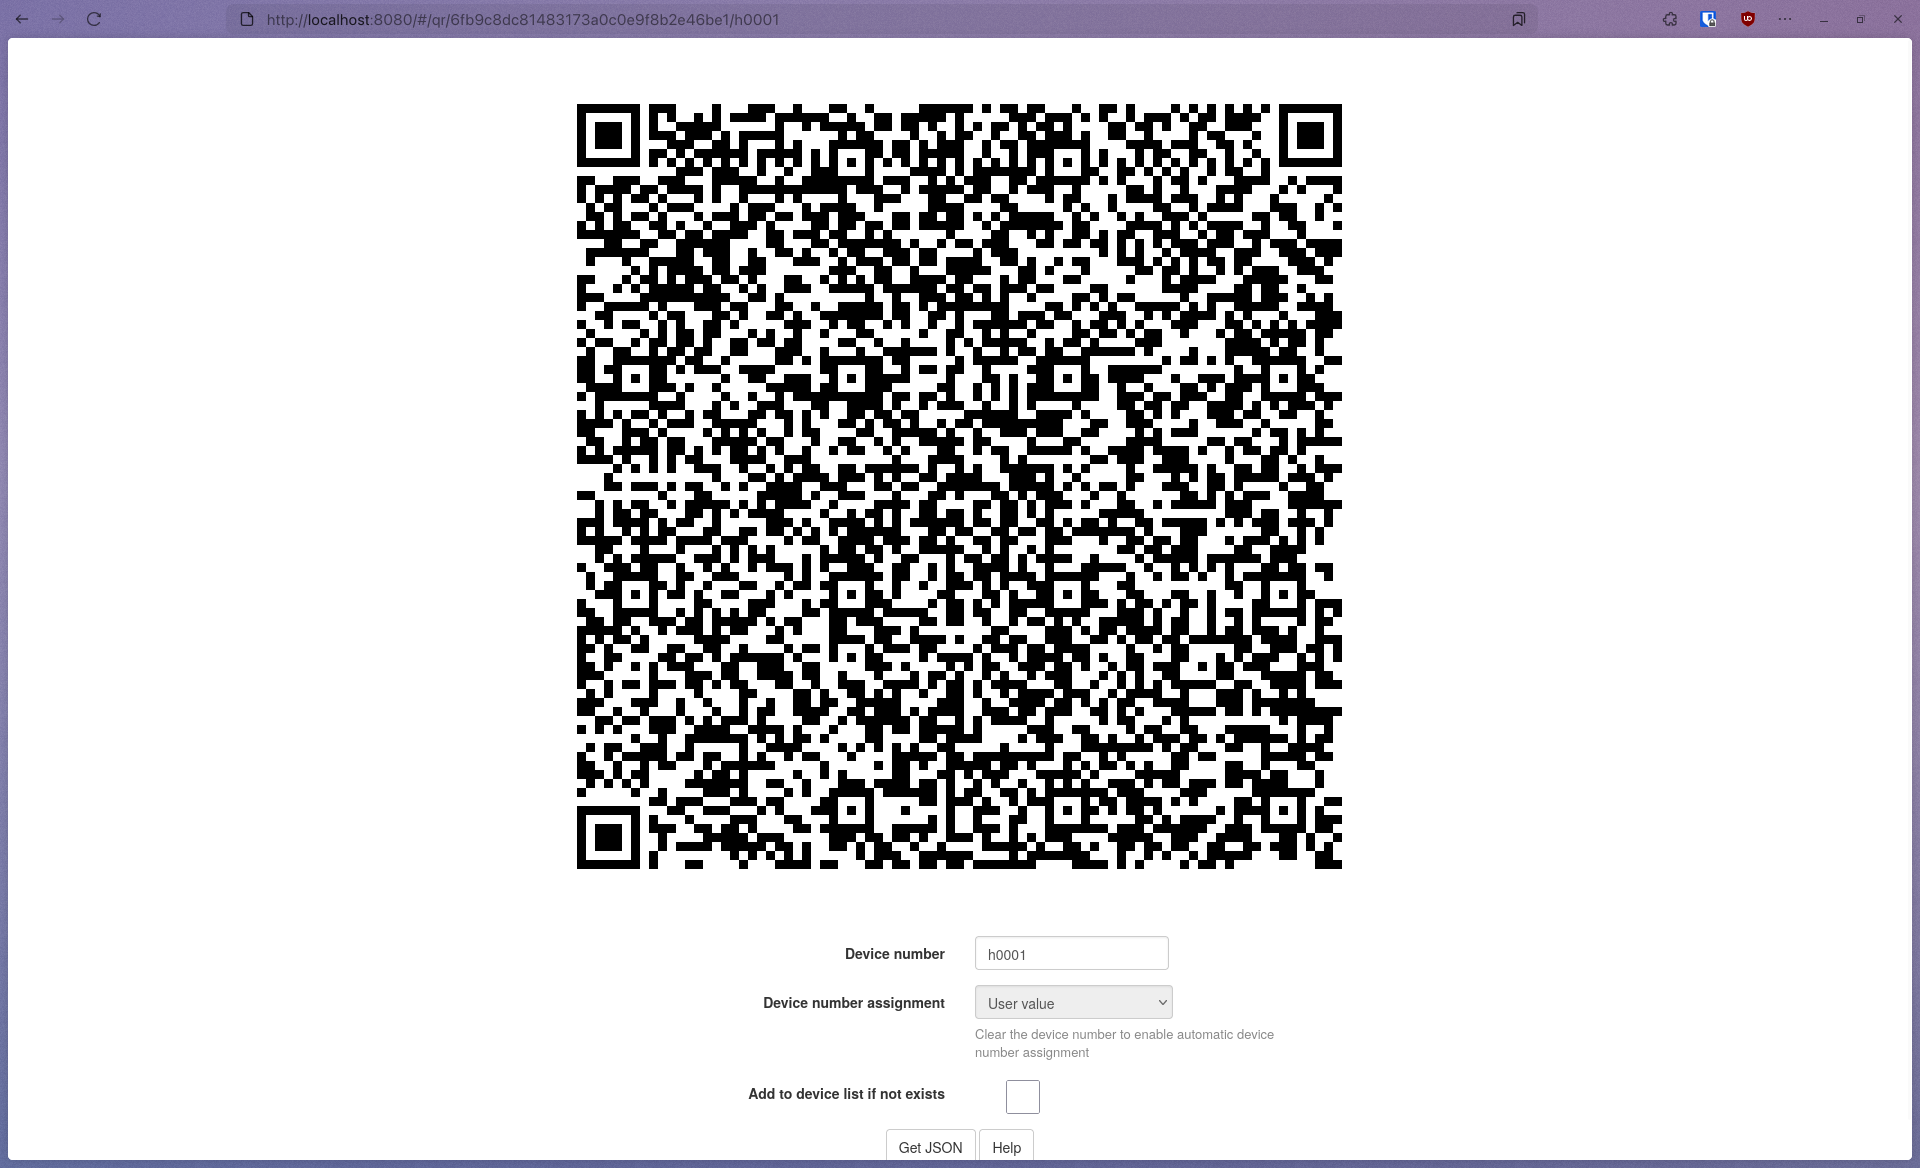 http://localhost:8080/#/qr/6fb9c8dc81483173a0c0e9f8b2e46be1/h0001
Device number
h0001
Device number assignment
User value
Clear the device number to enable automatic device
number assignment
Add to device list if not exists
Get JSON
Help